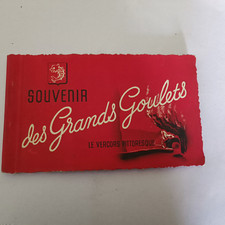 SOUVENIR
des Grands Goulets
LE VERCORS PITTORESQUE